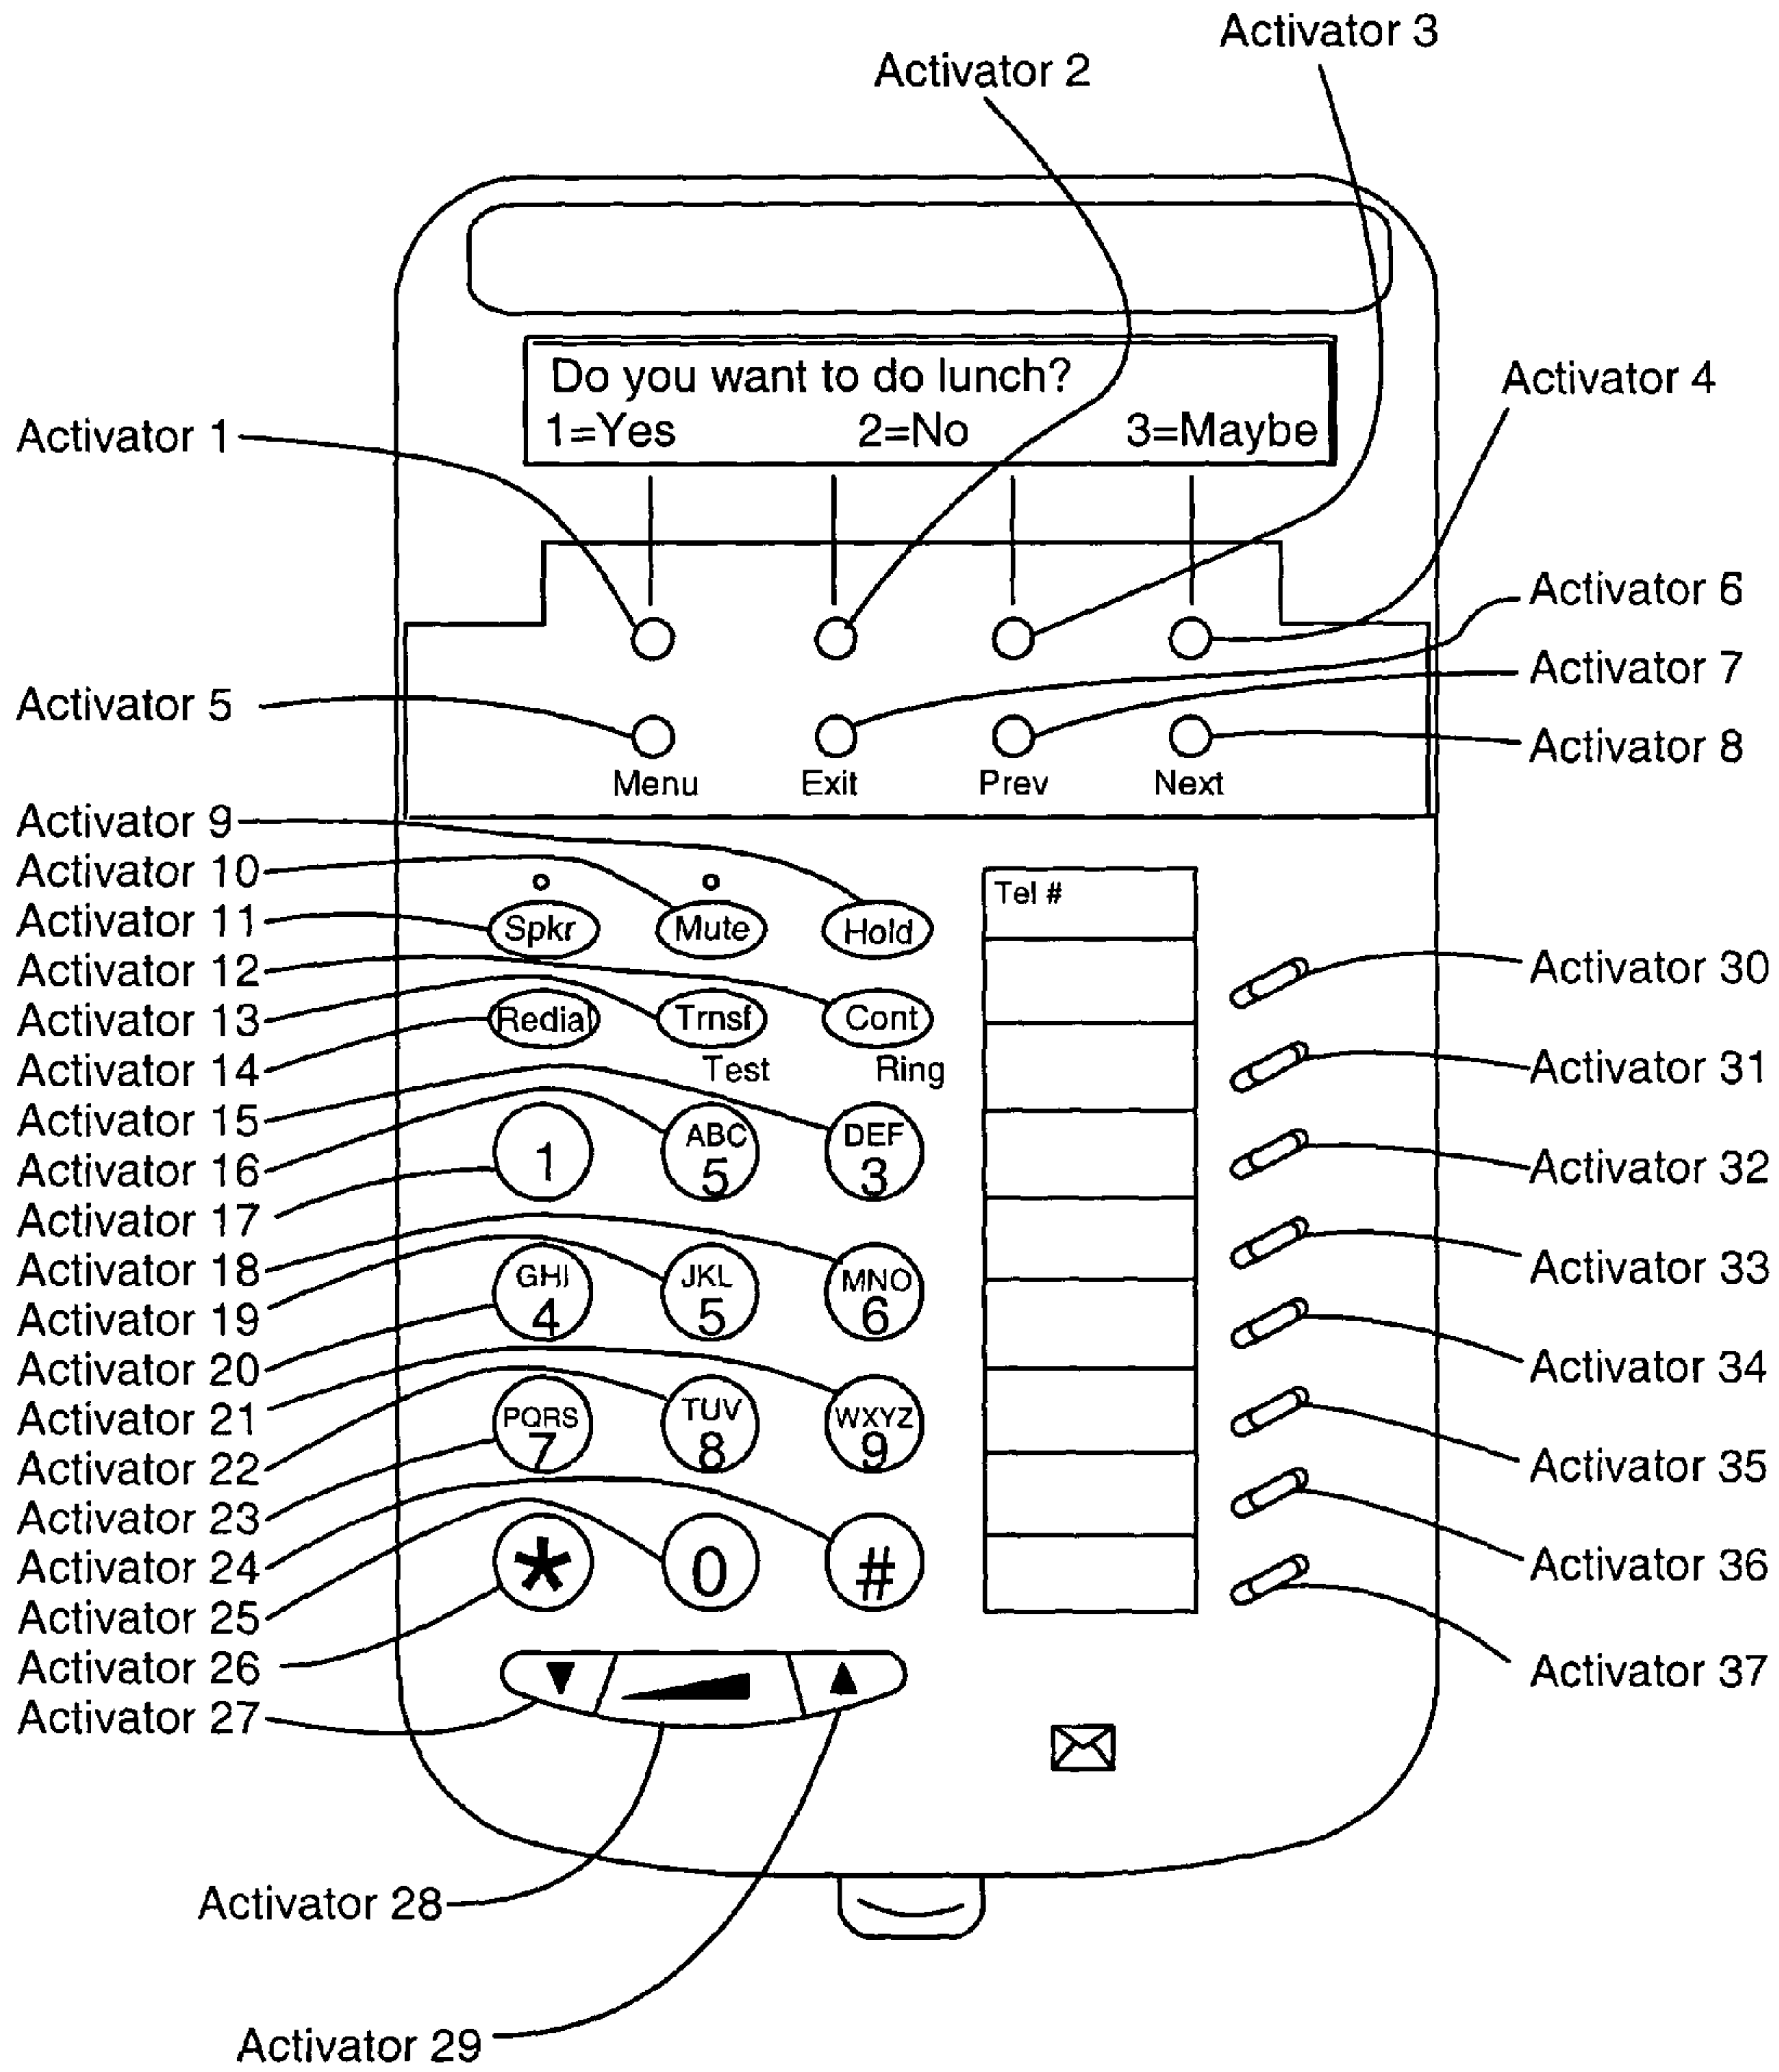 Activator 3
Activator 2
Do you want to do lunch?
1=Yes 2=No 3=Maybe
Activator 4
Activator 1
Activator 6
Activator 7
Activator 5
Activator 8
Menu Exit Prev Next
Activator 9
Activator 10
Activator 11
Activator 12
Activator 13
Activator 14
Activator 15
Activator 16
Activator 17
Activator 18
Activator 19
Activator 20
Activator 21
Activator 22
Activator 23
Activator 24
Activator 25
Activator 26
Activator 27
Spkr Mute Hold
Redial Trnsf Cont
Test Ring
1 ABC DEF
5 3
GHI JKL MNO
4 5 6
PQRS TUV WXYZ
7 8 9
* 0 #
Tel #
Activator 30
Activator 31
Activator 32
Activator 33
Activator 34
Activator 35
Activator 36
Activator 37
Activator 28
Activator 29